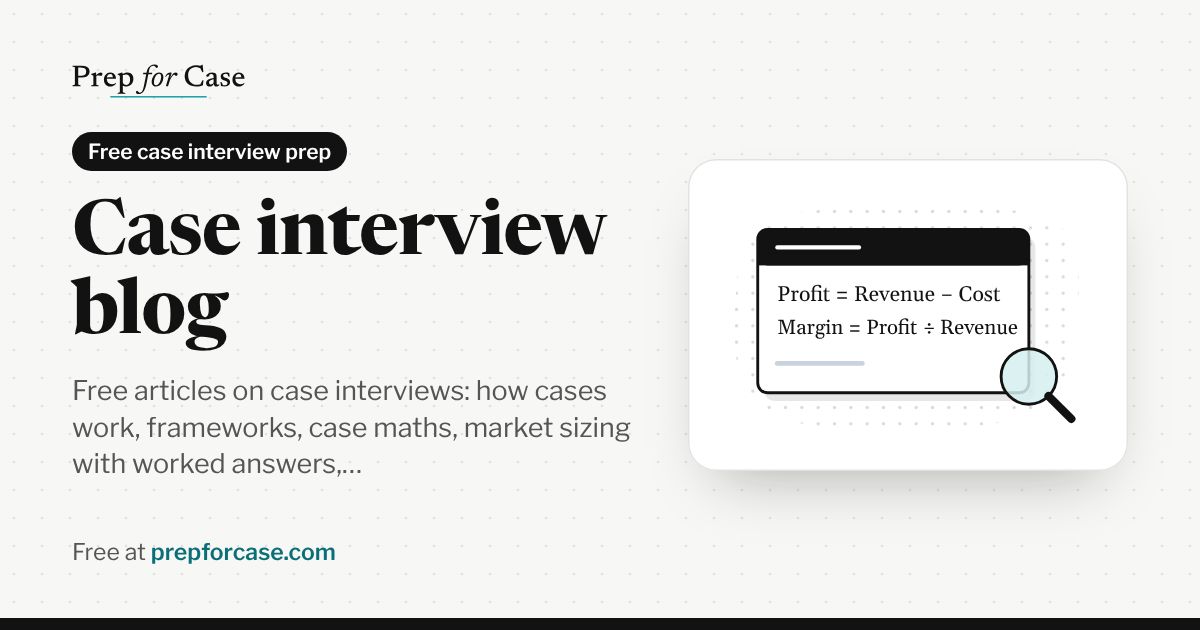 Prep for Case
Free case interview prep
Case interview
blog
Free articles on case interviews: how cases
work, frameworks, case maths, market sizing
with worked answers,…
Free at prepforcase.com
Profit = Revenue − Cost
Margin = Profit ÷ Revenue